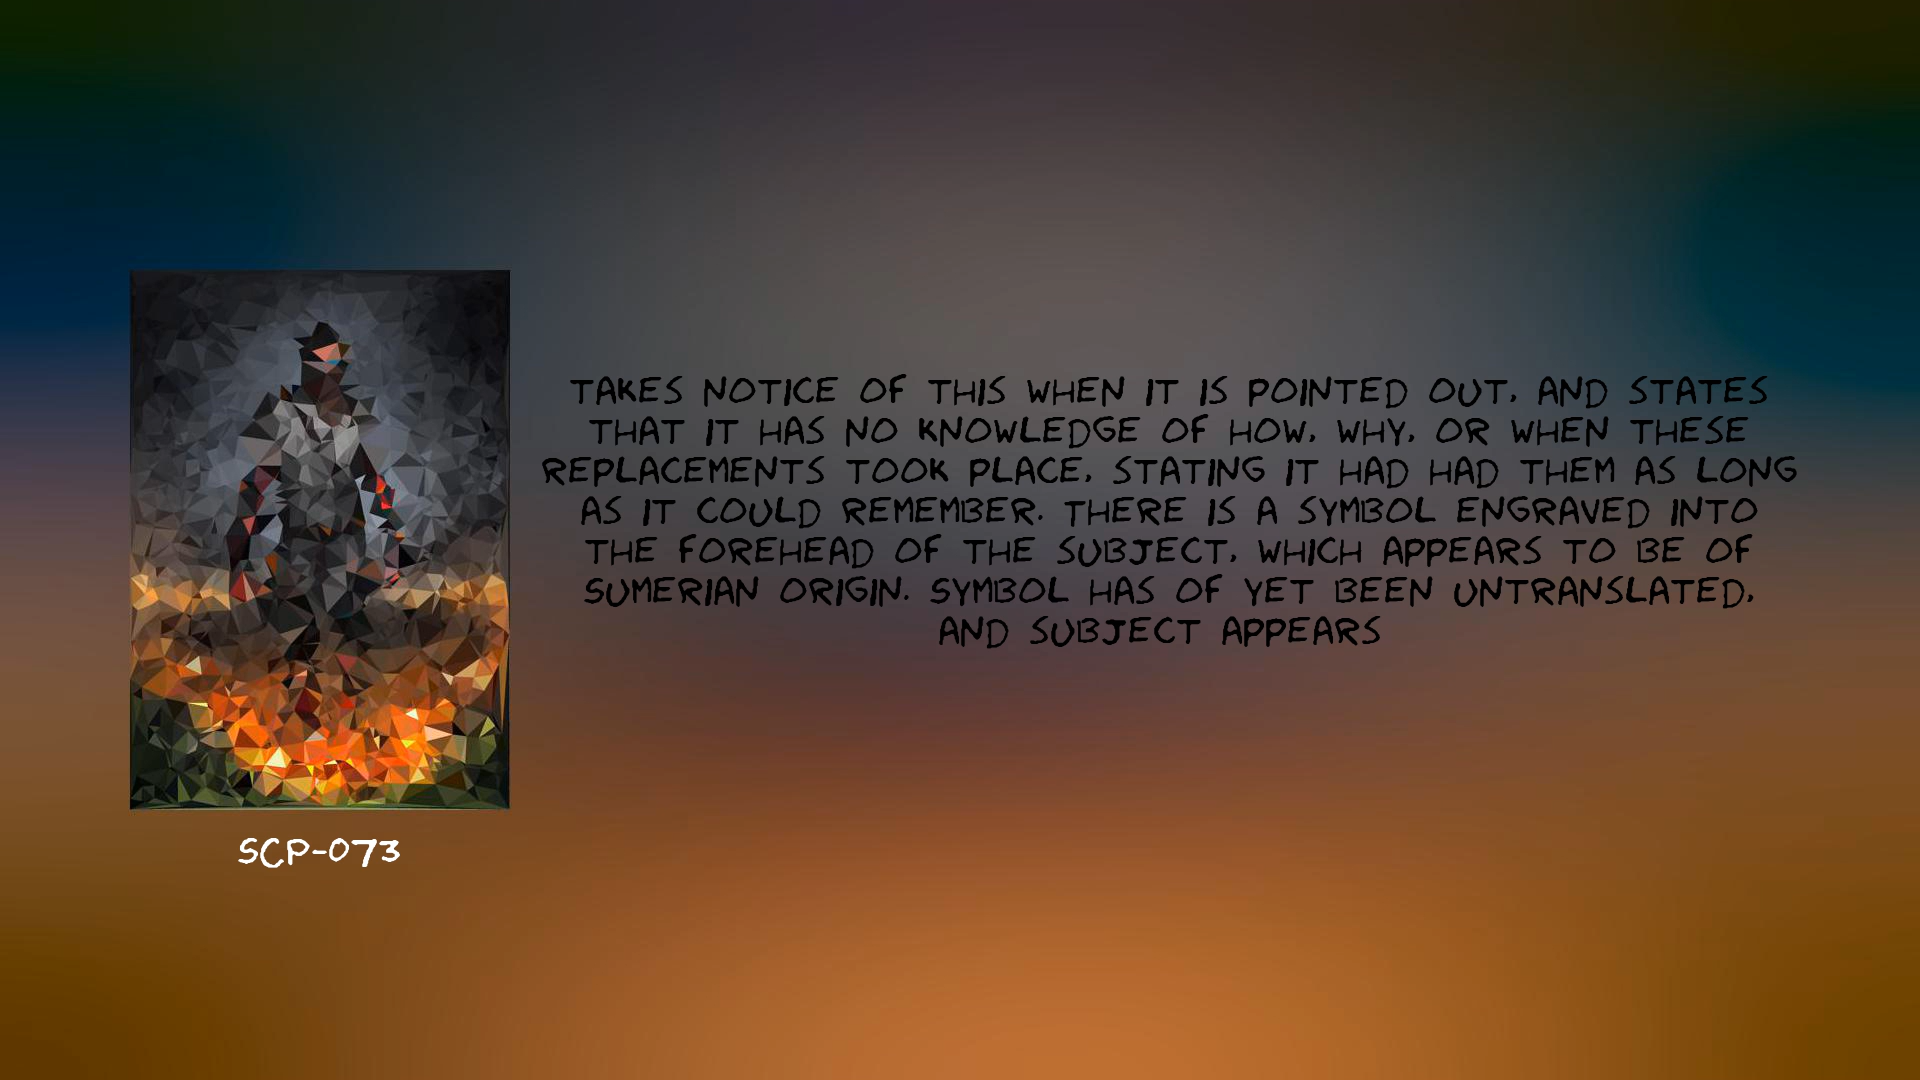 TAKES NOTICE OF THIS WHEN IT IS POINTED OUT, AND STATES
THAT IT HAS NO KNOWLEDGE OF HOW, WHY, OR WHEN THESE
REPLACEMENTS TOOK PLACE, STATING IT HAD HAD THEM AS LONG
AS IT COULD REMEMBER. THERE IS A SYMBOL ENGRAVED INTO
THE FOREHEAD OF THE SUBJECT, WHICH APPEARS TO BE OF
SUMERIAN ORIGIN. SYMBOL HAS OF YET BEEN UNTRANSLATED,
AND SUBJECT APPEARS
SCP-073